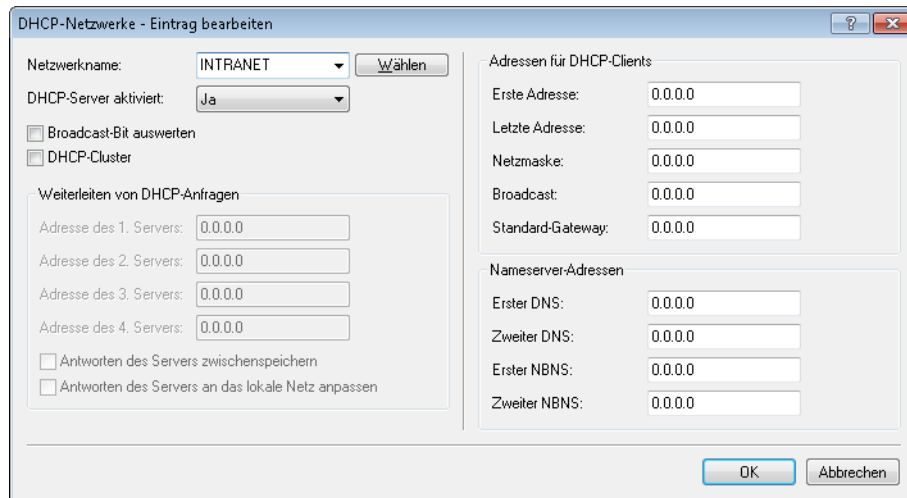 DHCP-Netzwerke - Eintrag bearbeiten
Netzwerkname: INTRANET Wählen
DHCP-Server aktiviert: Ja
Broadcast-Bit auswerten
DHCP-Cluster
Weiterleiten von DHCP-Anfragen
Adresse des 1. Servers: 0.0.0.0
Adresse des 2. Servers: 0.0.0.0
Adresse des 3. Servers: 0.0.0.0
Adresse des 4. Servers: 0.0.0.0
Antworten des Servers zwischenspeichern
Antworten des Servers an das lokale Netz anpassen
Adressen für DHCP-Clients
Erste Adresse: 0.0.0.0
Letzte Adresse: 0.0.0.0
Netzmaske: 0.0.0.0
Broadcast: 0.0.0.0
Standard-Gateway: 0.0.0.0
Nameserver-Adressen
Erster DNS: 0.0.0.0
Zweiter DNS: 0.0.0.0
Erster NBNS: 0.0.0.0
Zweiter NBNS: 0.0.0.0
OK Abbrechen